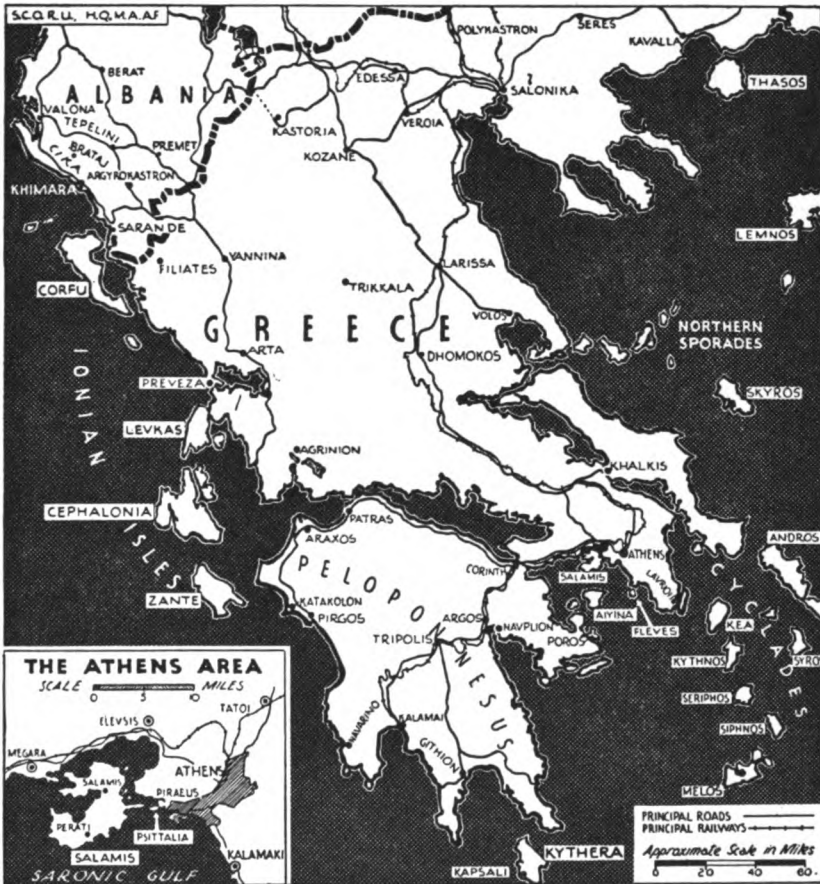 S.C.O.R.U., H.Q.M.A.A.F
POLYKASTRON
SERES
KAVALLA
BERAT
EDESSA
THASOS
ALBANIA
SALONIKA
VALONA
TEPELINI
KASTORIA
VEROIA
BRATAJ
CIKA
PREMET
KOZANE
ARGYROKASTRON
KHIMARA
SARANDE
LEMNOS
YANNINA
LARISSA
FILIATES
CORFU
TRIKKALA
VOLOS
GREECE
NORTHERN
SPORADES
ARTA
DHOMOKOS
PREVEZA
SKYROS
LEVKAS
IONIAN
ISLES
AGRINION
KHALKIS
CEPHALONIA
PATRAS
ARAXOS
ANDROS
ATHENS
CORINTH
SALAMIS
LAVRION
CYCLADES
PELOPONNESUS
ZANTE
KATAKOLON
PIRGOS
ARGOS
NAVPLION
AIYINA
FLEVES
KEA
TRIPOLIS
POROS
KYTHNOS
SYRO
SERIPHOS
NAVARINO
KALAMAI
SIPHNOS
GITHION
MELOS
KAPSALI
KYTHERA
THE ATHENS AREA
SCALE 0 5 10 MILES
TATOI
ELEVSIS
MEGARA
ATHENS
SALAMIS
PIRAEUS
PERATI
PSITTALIA
SALAMIS
KALAMAKI
SARONIC GULF
PRINCIPAL ROADS
PRINCIPAL RAILWAYS
Approximate Scale in Miles
0 20 40 60